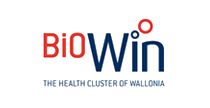 BiOWin
THE HEALTH CLUSTER OF WALLONIA